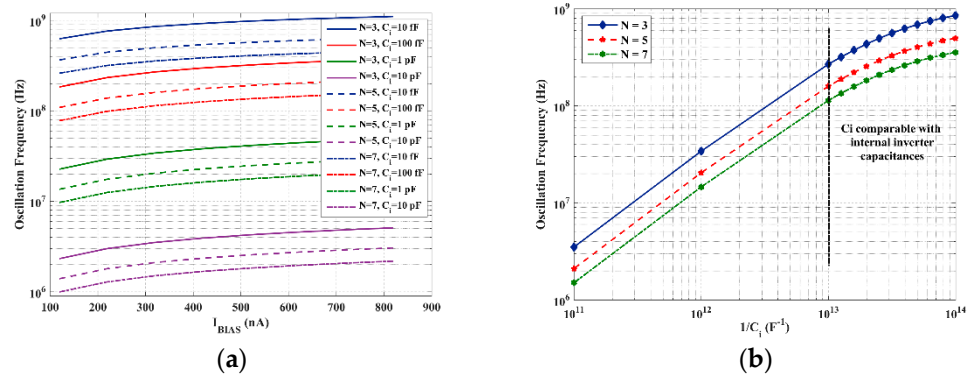 10⁹
10⁸
10⁷
10⁶
Oscillation Frequency (Hz)
N=3, Cᵢ=10 fF
N=3, Cᵢ=100 fF
N=3, Cᵢ=1 pF
N=3, Cᵢ=10 pF
N=5, Cᵢ=10 fF
N=5, Cᵢ=100 fF
N=5, Cᵢ=1 pF
N=5, Cᵢ=10 pF
N=7, Cᵢ=10 fF
N=7, Cᵢ=100 fF
N=7, Cᵢ=1 pF
N=7, Cᵢ=10 pF
100 200 300 400 500 600 700 800 900
I_BIAS (nA)
(a)
10⁹
10⁸
10⁷
10⁶
Oscillation Frequency (Hz)
N = 3
N = 5
N = 7
Ci comparable with
internal inverter
capacitances
10¹¹ 10¹² 10¹³ 10¹⁴
1/Cᵢ (F⁻¹)
(b)